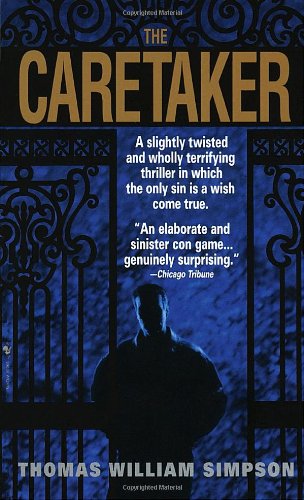 THE
CARETAKER
A slightly twisted
and wholly terrifying
thriller in which
the only sin is a wish
come true.
"An elaborate and
sinister con game...
genuinely surprising."
—Chicago Tribune
THOMAS WILLIAM SIMPSON